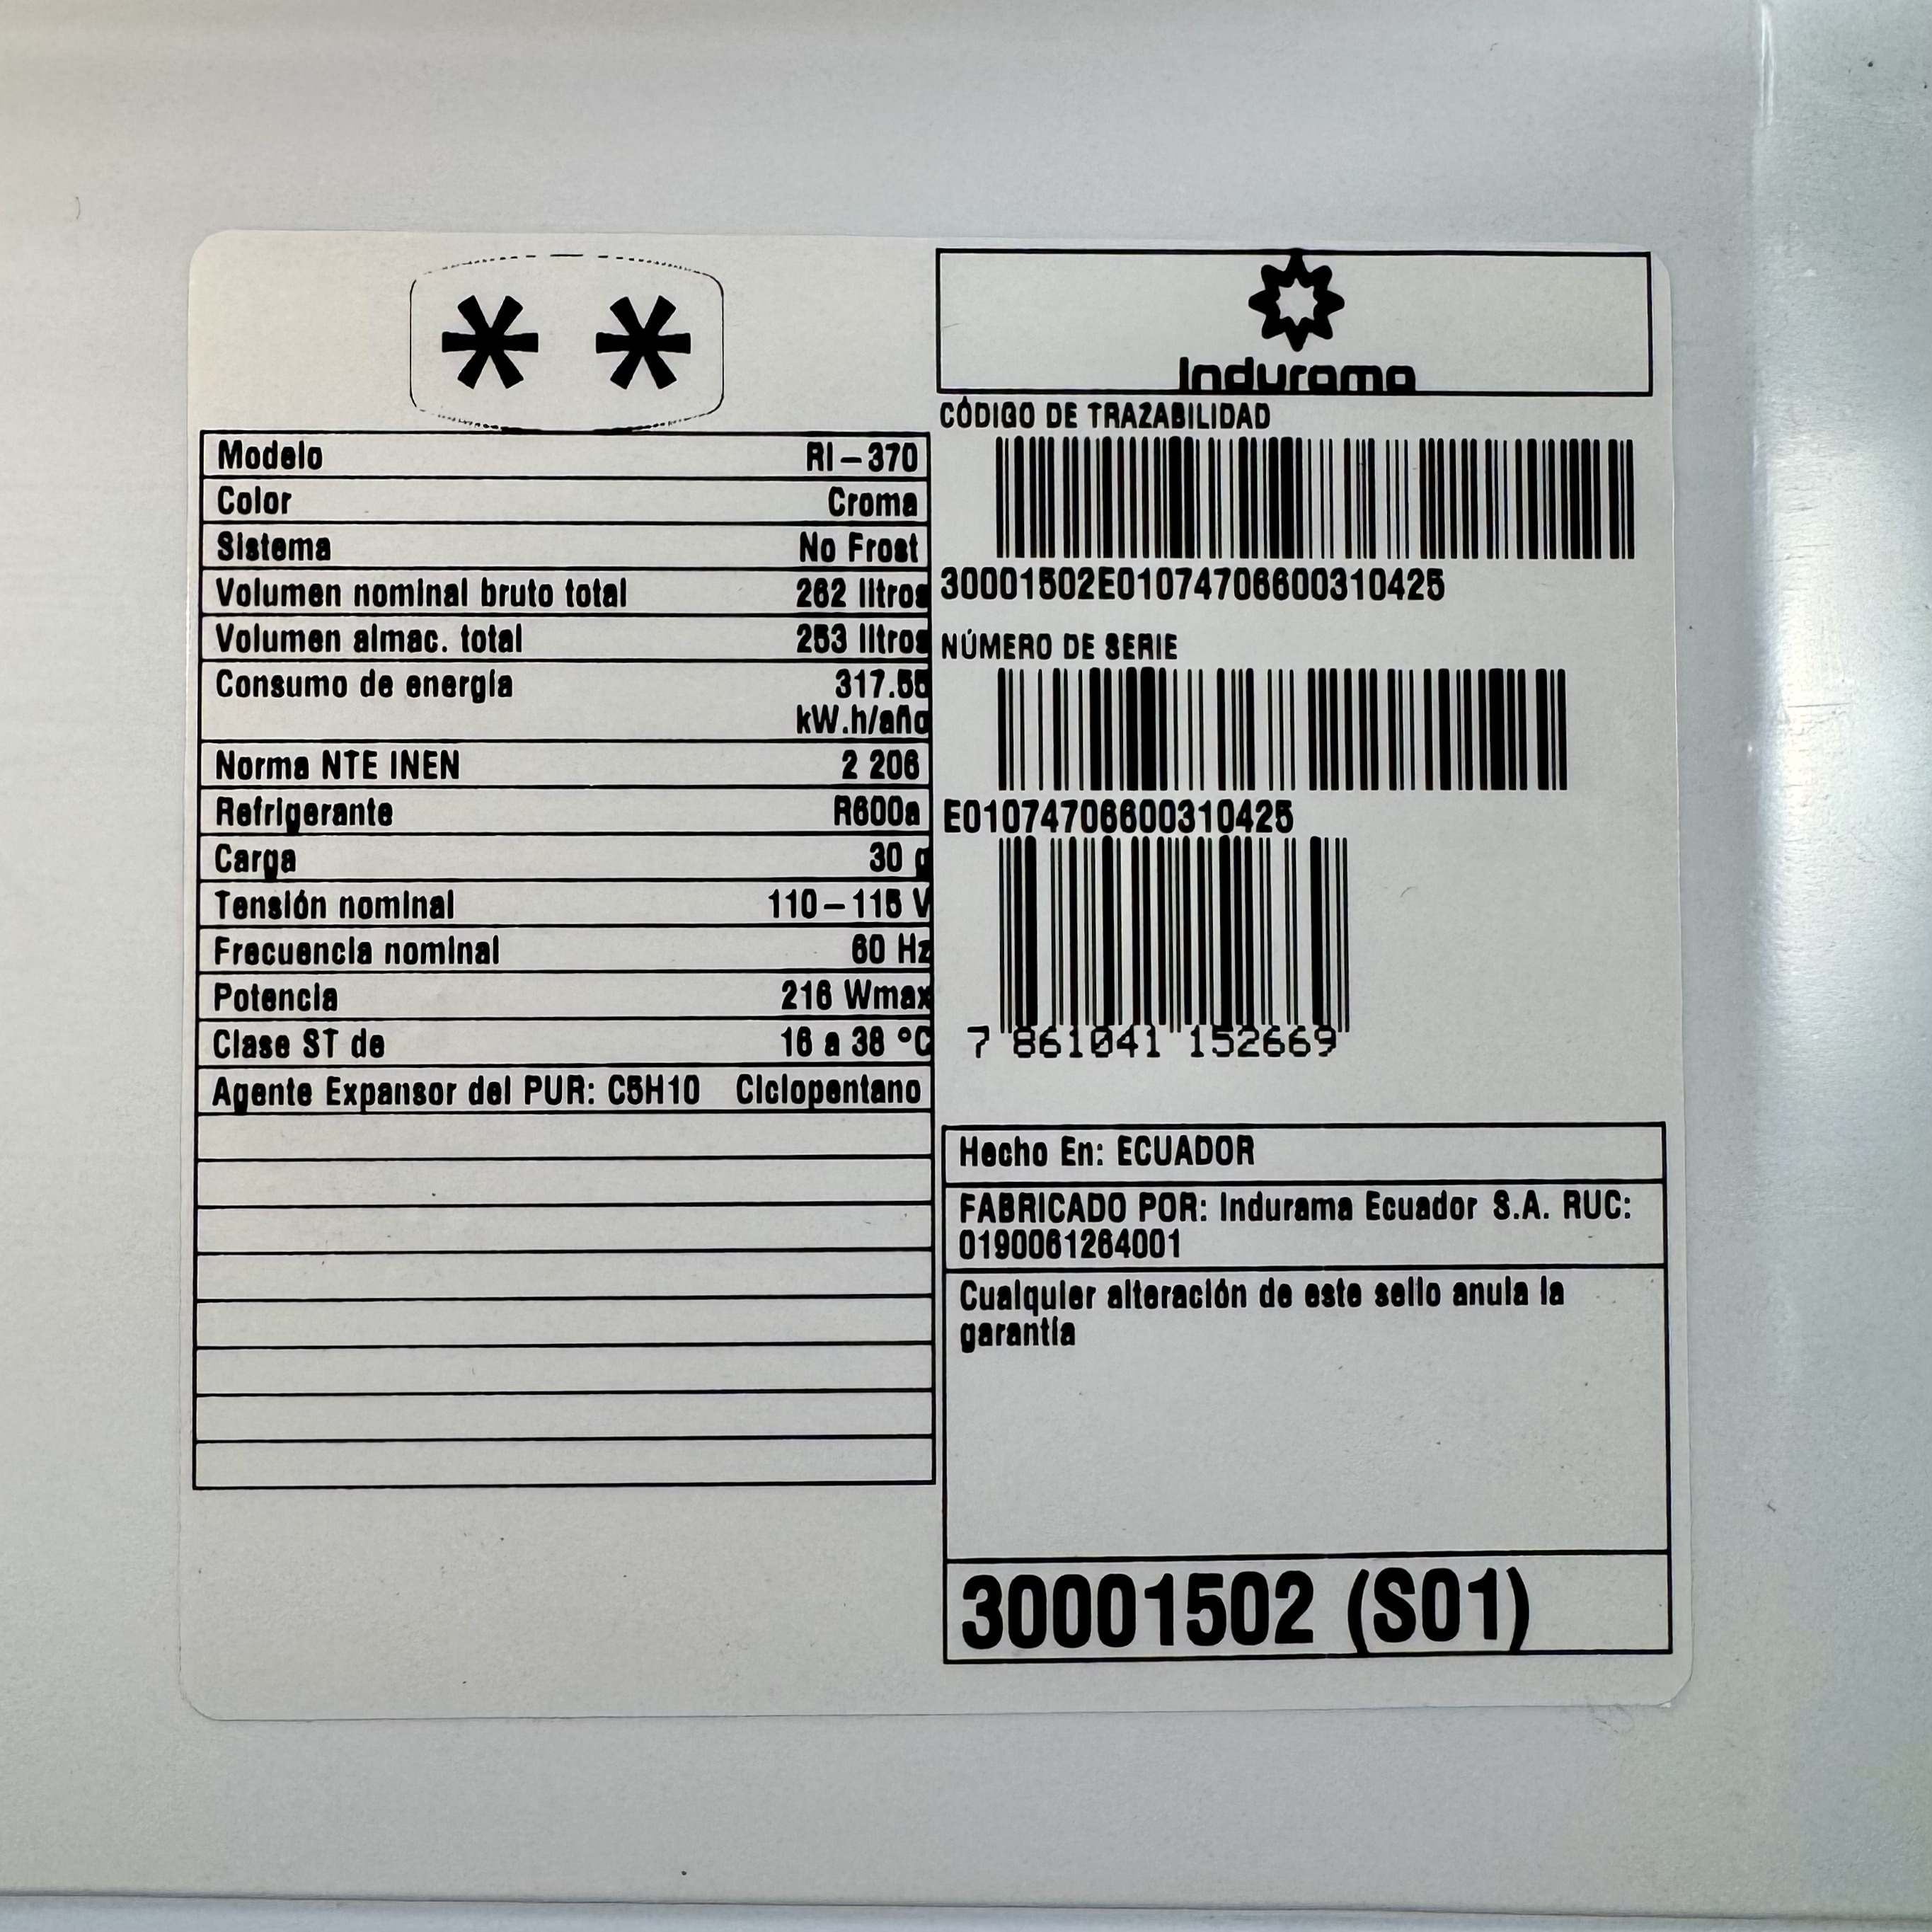 * *
Modelo RI-370
Color Croma
Sistema No Frost
Volumen nominal bruto total 262 litros
Volumen almac. total 253 litros
Consumo de energía 317.55
kW.h/año
Norma NTE INEN 2 206
Refrigerante R600a
Carga 30 g
Tensión nominal 110-115 V
Frecuencia nominal 60 Hz
Potencia 216 Wmax
Clase ST de 16 a 38 °C
Agente Expansor del PUR: C5H10 Ciclopentano
Indurama
CÓDIGO DE TRAZABILIDAD
30001502E01074706600310425
NÚMERO DE SERIE
E01074706600310425
7 861041 152669
Hecho En: ECUADOR
FABRICADO POR: Indurama Ecuador S.A. RUC:
0190061264001
Cualquier alteración de este sello anula la
garantía
30001502 (S01)